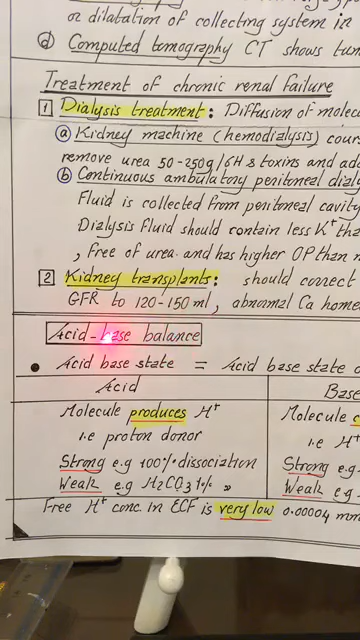 or dilatation of collecting system in
d Computed tomography CT shows tum
Treatment of chronic renal failure
1 Dialysis treatment: Diffusion of molec
a Kidney machine (hemodialysis) cour
remove urea 50-250g/6H & toxins and ad
b Continuous ambulatory peritoneal dialy
Fluid is collected from peritoneal cavity
Dialysis fluid should contain less K+ tha
, free of urea and has higher OP than n
2 Kidney transplants: should correct
GFR to 120-150 ml, abnormal Ca home
Acid-base balance
• Acid base state = Acid base state o
Acid Base
Molecule produces H+ Molecule c
i.e proton donor i.e H+
Strong e.g 100% dissociation Strong e.g.
Weak e.g H2CO3 1% » Weak e.g
Free H+ conc. in ECF is very low 0.00004 mm